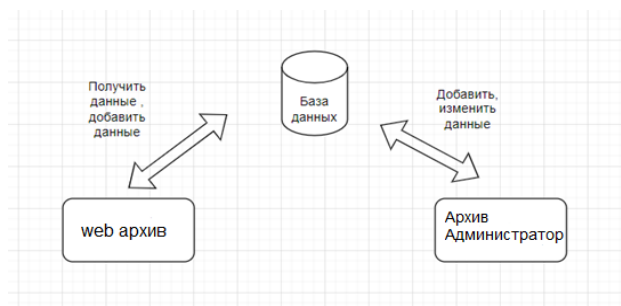 Получить
данные ,
добавить
данные
База
данных
Добавить,
изменить
данные
web архив
Архив
Администратор